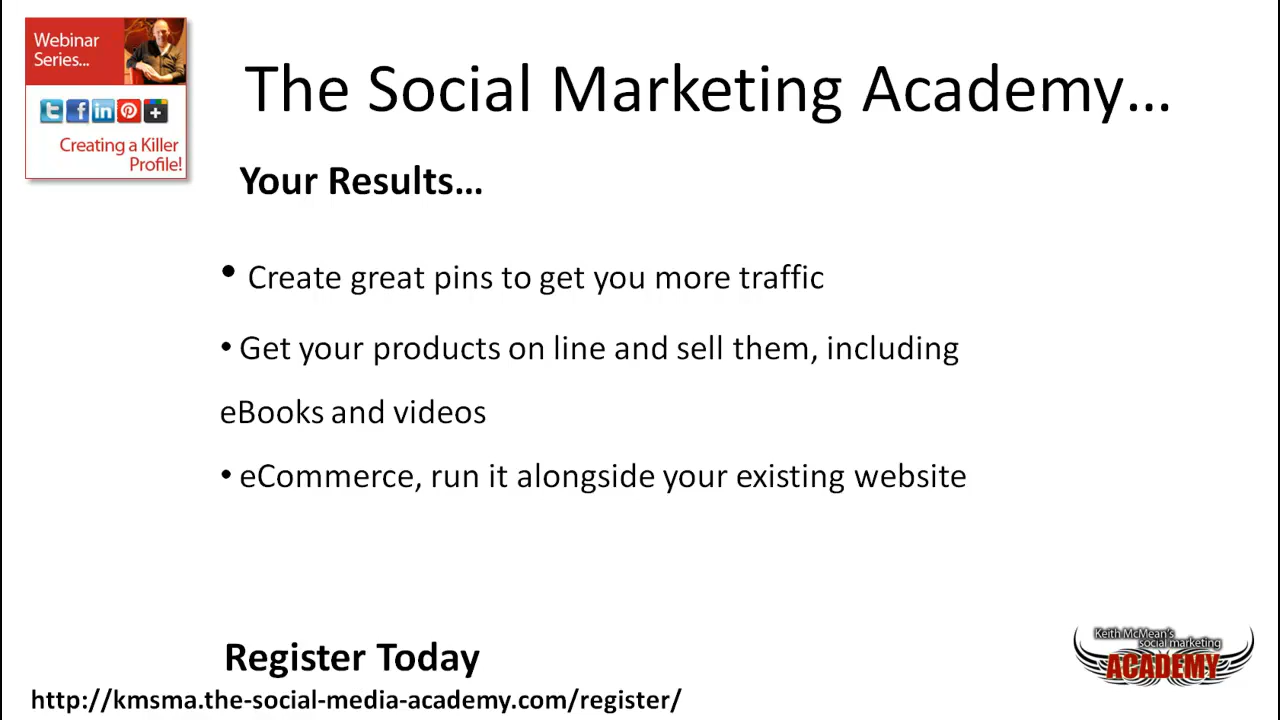 Webinar
Series...
Creating a Killer
Profile!
The Social Marketing Academy...
Your Results...
• Create great pins to get you more traffic
• Get your products on line and sell them, including
eBooks and videos
• eCommerce, run it alongside your existing website
Register Today
http://kmsma.the-social-media-academy.com/register/
Keith McMean's
social marketing
ACADEMY